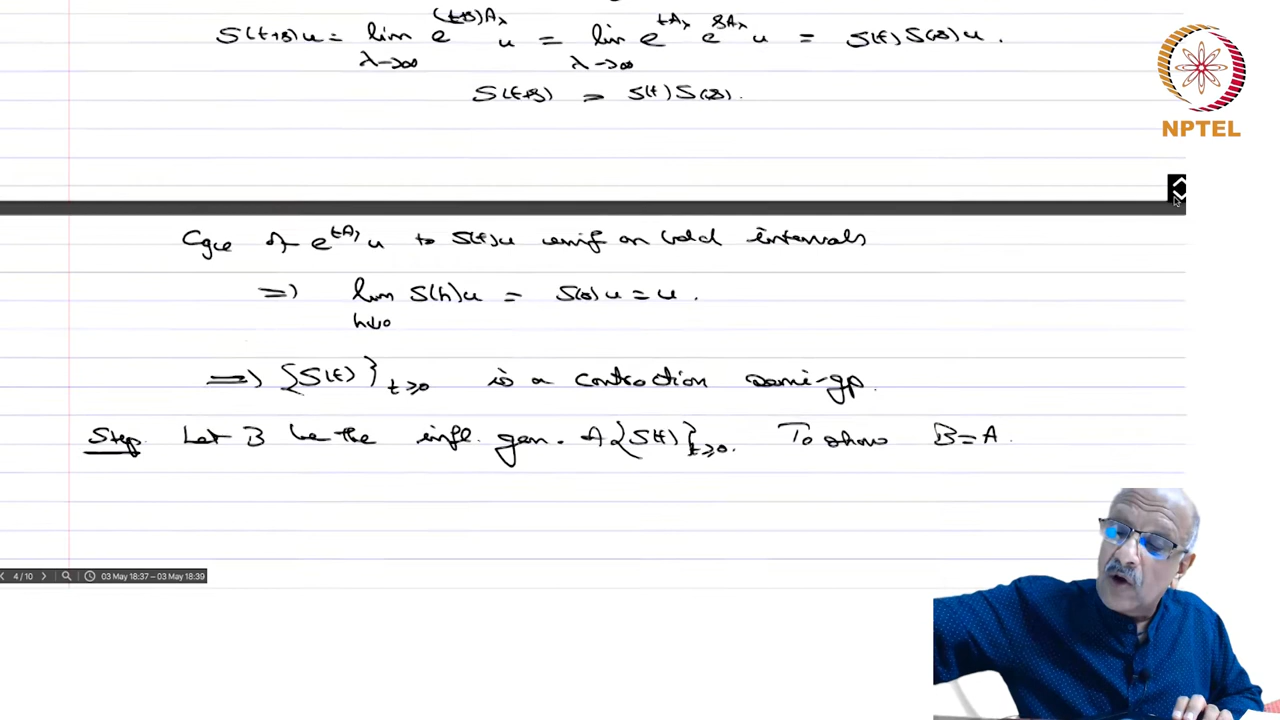 S(t+s)u = lim e^{(t+s)A_λ} u = lim e^{tA_λ} e^{sA_λ} u = S(t)S(s)u.
λ→∞ λ→∞
S(t+s) = S(t)S(s).
NPTEL
Cgce of e^{tA_λ}u to S(t)u unif on bdd intervals
⇒ lim S(h)u = S(0)u = u.
h↓0
⇒ {S(t)}_{t≥0} is a contraction semi-gp.
Step. Let B be the infl. gen. of {S(t)}_{t≥0}. To show B=A.
4/10 03 May 18:37 – 03 May 18:39